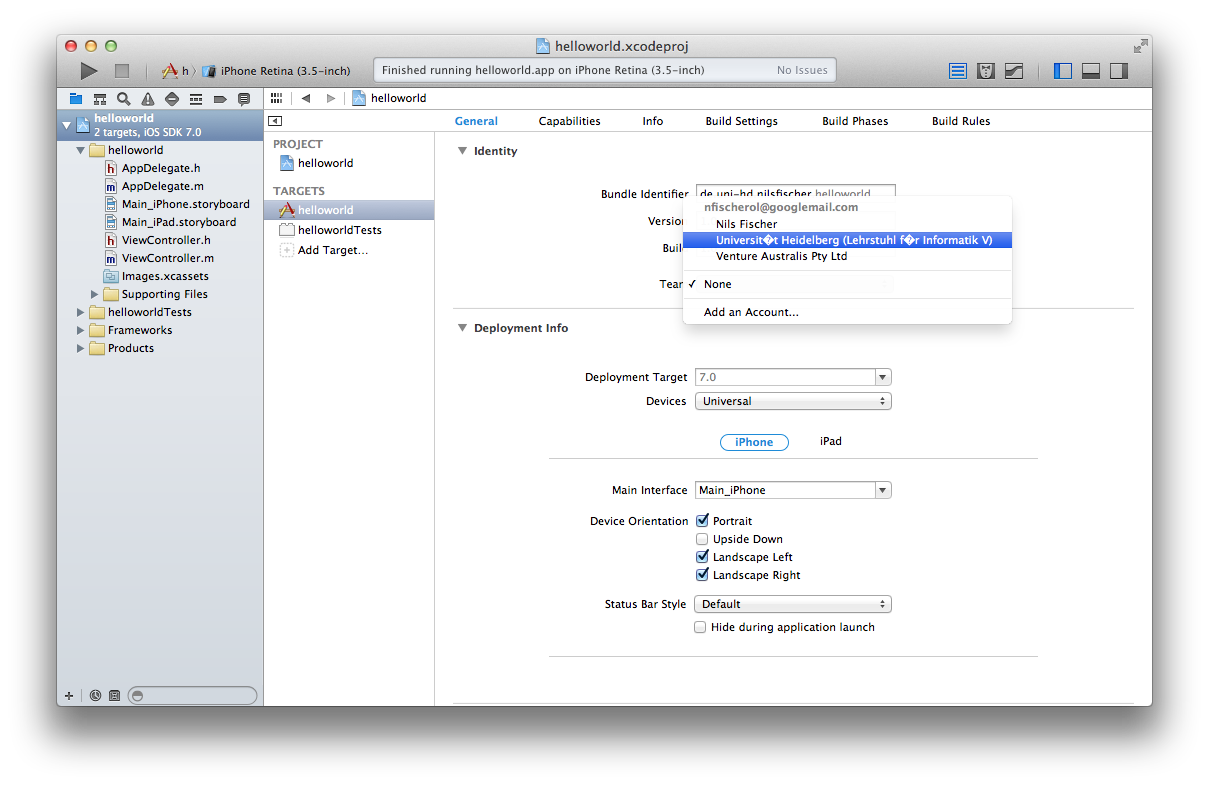 helloworld.xcodeproj
h iPhone Retina (3.5-inch)
Finished running helloworld.app on iPhone Retina (3.5-inch) No Issues
helloworld
2 targets, iOS SDK 7.0
helloworld
AppDelegate.h
AppDelegate.m
Main_iPhone.storyboard
Main_iPad.storyboard
ViewController.h
ViewController.m
Images.xcassets
Supporting Files
helloworldTests
Frameworks
Products
helloworld
General Capabilities Info Build Settings Build Phases Build Rules
PROJECT
helloworld
TARGETS
helloworld
helloworldTests
Add Target...
Identity
Bundle Identifier de.uni-hd.nilsfischer.helloworld
Version
Build
Team
nfischerol@googlemail.com
Nils Fischer
Universit�t Heidelberg (Lehrstuhl f�r Informatik V)
Venture Australis Pty Ltd
✓ None
Add an Account...
Deployment Info
Deployment Target 7.0
Devices Universal
iPhone iPad
Main Interface Main_iPhone
Device Orientation Portrait
Upside Down
Landscape Left
Landscape Right
Status Bar Style Default
Hide during application launch